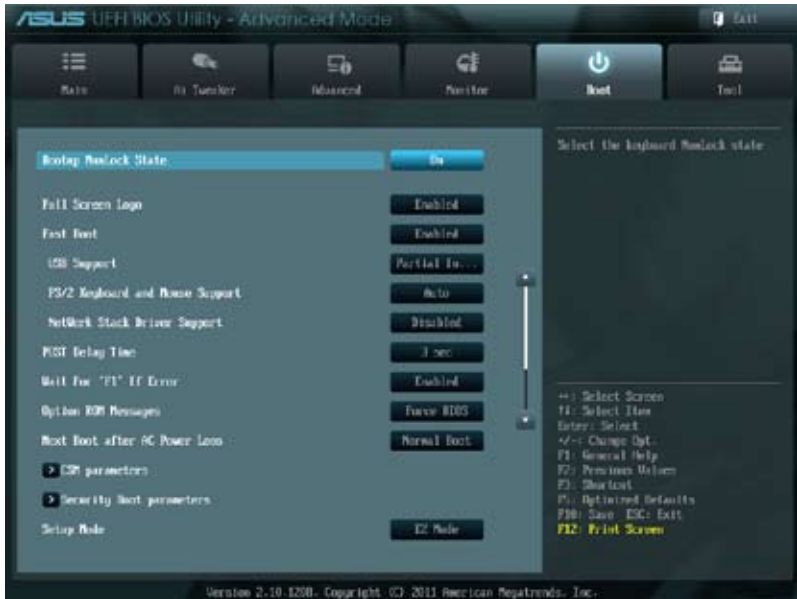 ASUS UEFI BIOS Utility - Advanced Mode
Exit
Main
Ai Tweaker
Advanced
Monitor
Boot
Tool
Bootup NumLock State
On
Select the keyboard NumLock state
Full Screen Logo
Enabled
Fast Boot
Enabled
USB Support
Partial In...
PS/2 Keyboard and Mouse Support
Auto
NetWork Stack Driver Support
Disabled
POST Delay Time
3 sec
Wait For "F1" If Error
Enabled
Option ROM Messages
Force BIOS
Next Boot after AC Power Loss
Normal Boot
CSM parameters
Security Boot parameters
Setup Mode
EZ Mode
→←: Select Screen
↑↓: Select Item
Enter: Select
+/-: Change Opt.
F1: General Help
F2: Previous Values
F3: Shortcut
F5: Optimized Defaults
F10: Save ESC: Exit
F12: Print Screen
Version 2.10.1208. Copyright (C) 2011 American Megatrends, Inc.